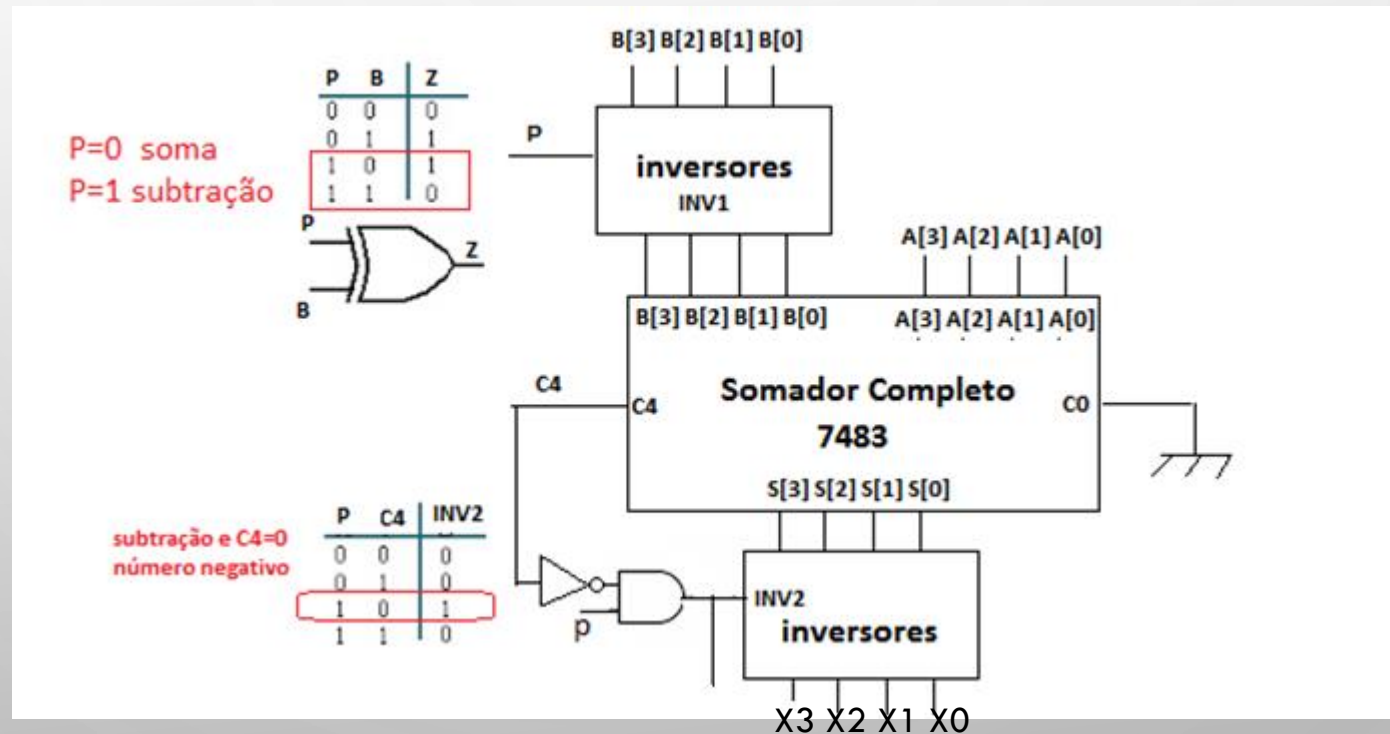 B[3] B[2] B[1] B[0]
P B Z
0 0 0
0 1 1
1 0 1
1 1 0
P=0 soma
P=1 subtração
P
inversores
INV1
P
Z
B
A[3] A[2] A[1] A[0]
B[3] B[2] B[1] B[0] A[3] A[2] A[1] A[0]
C4
C4
Somador Completo
C0
7483
S[3] S[2] S[1] S[0]
P C4 INV2
subtração e C4=0
número negativo
0 0 0
0 1 0
1 0 1
1 1 0
p
INV2
inversores
X3 X2 X1 X0